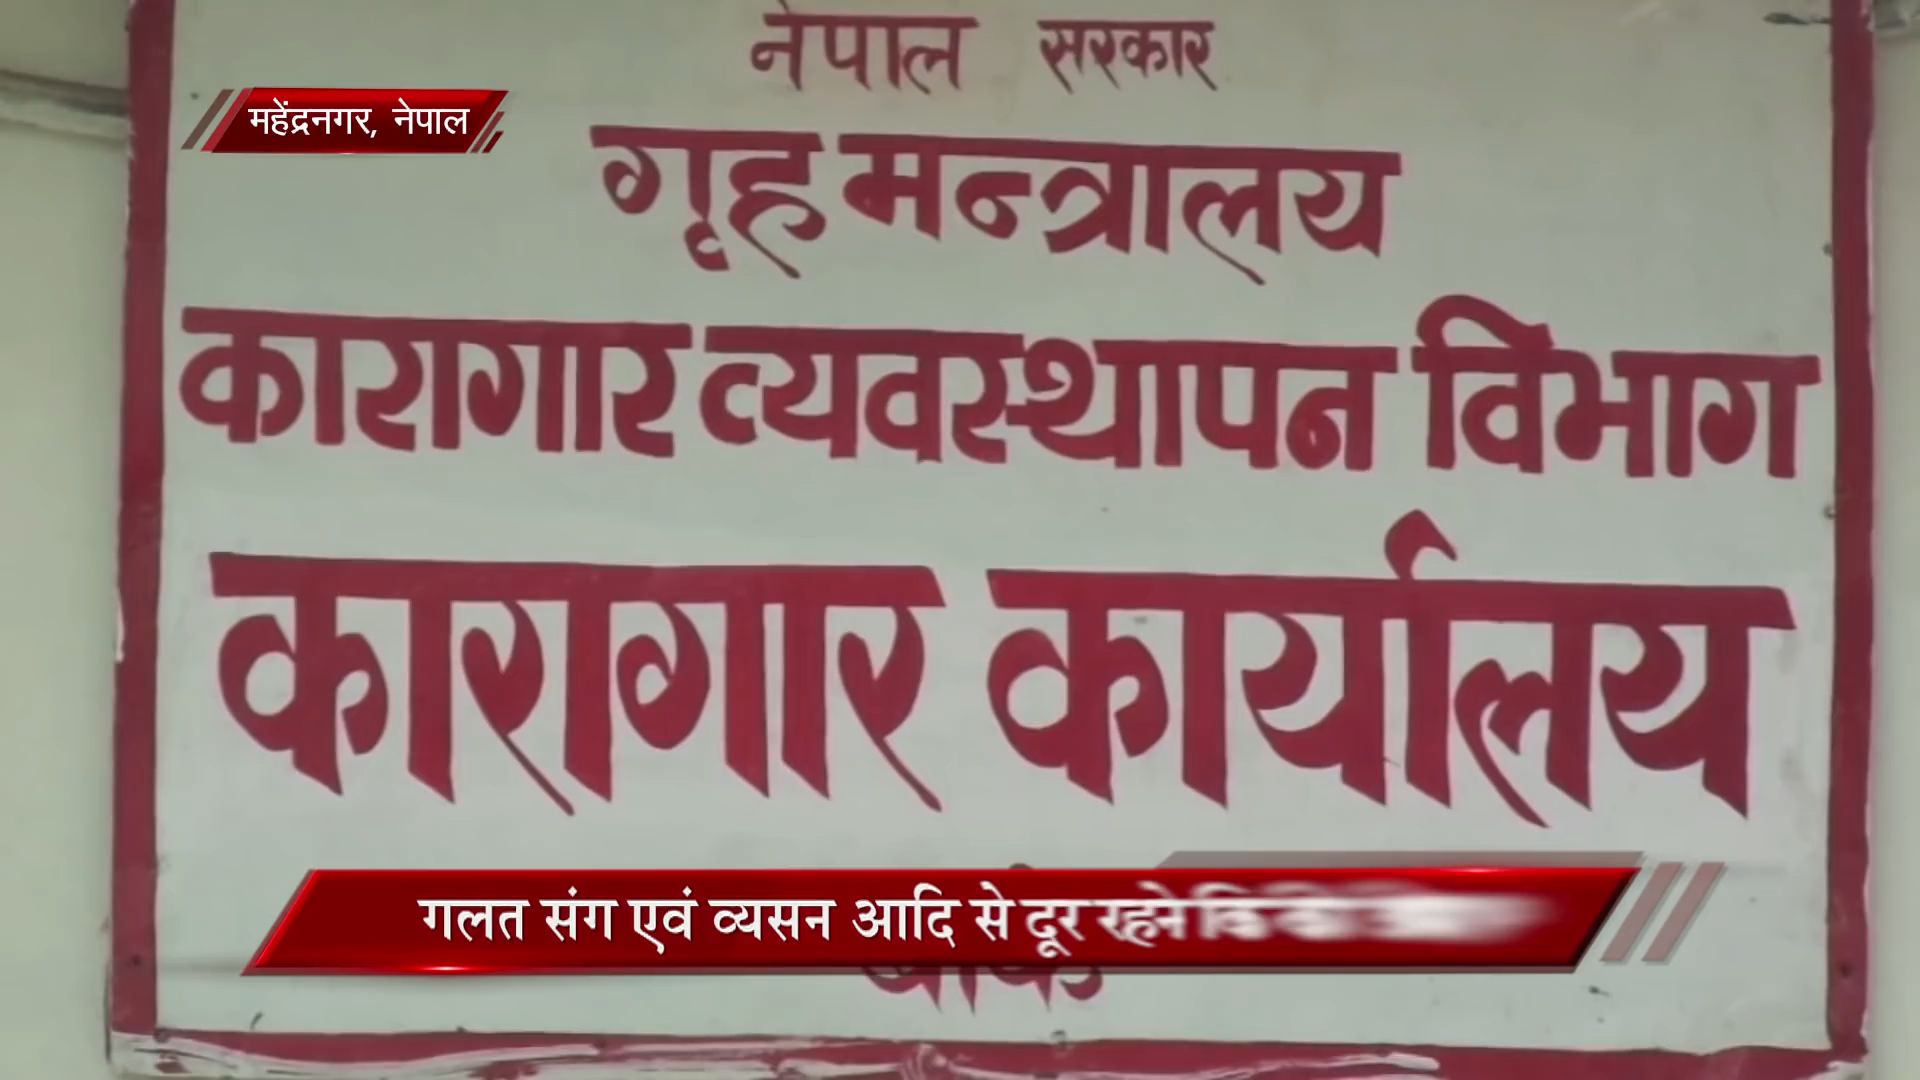 नेपाल सरकार
महेंद्रनगर, नेपाल
गृह मन्त्रालय
कारागार व्यवस्थापन विभाग
कारागार कार्यालय
गलत संग एवं व्यसन आदि से दूर रहने